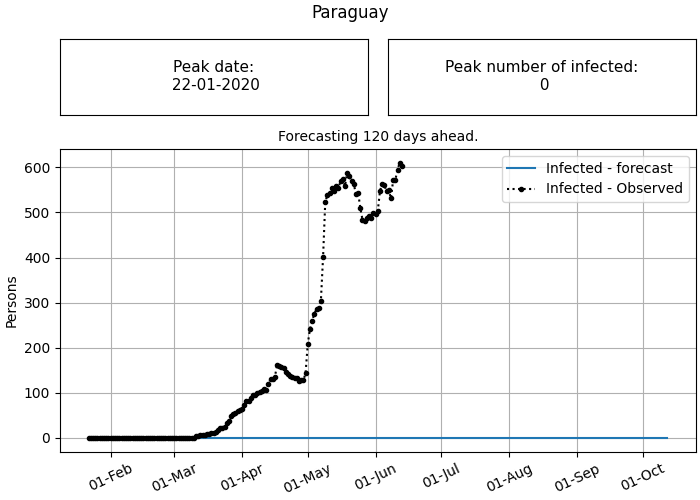 Paraguay
Peak date:
22-01-2020
Peak number of infected:
0
Forecasting 120 days ahead.
Infected - forecast
Infected - Observed
600
500
400
300
200
100
0
Persons
01-Feb
01-Mar
01-Apr
01-May
01-Jun
01-Jul
01-Aug
01-Sep
01-Oct